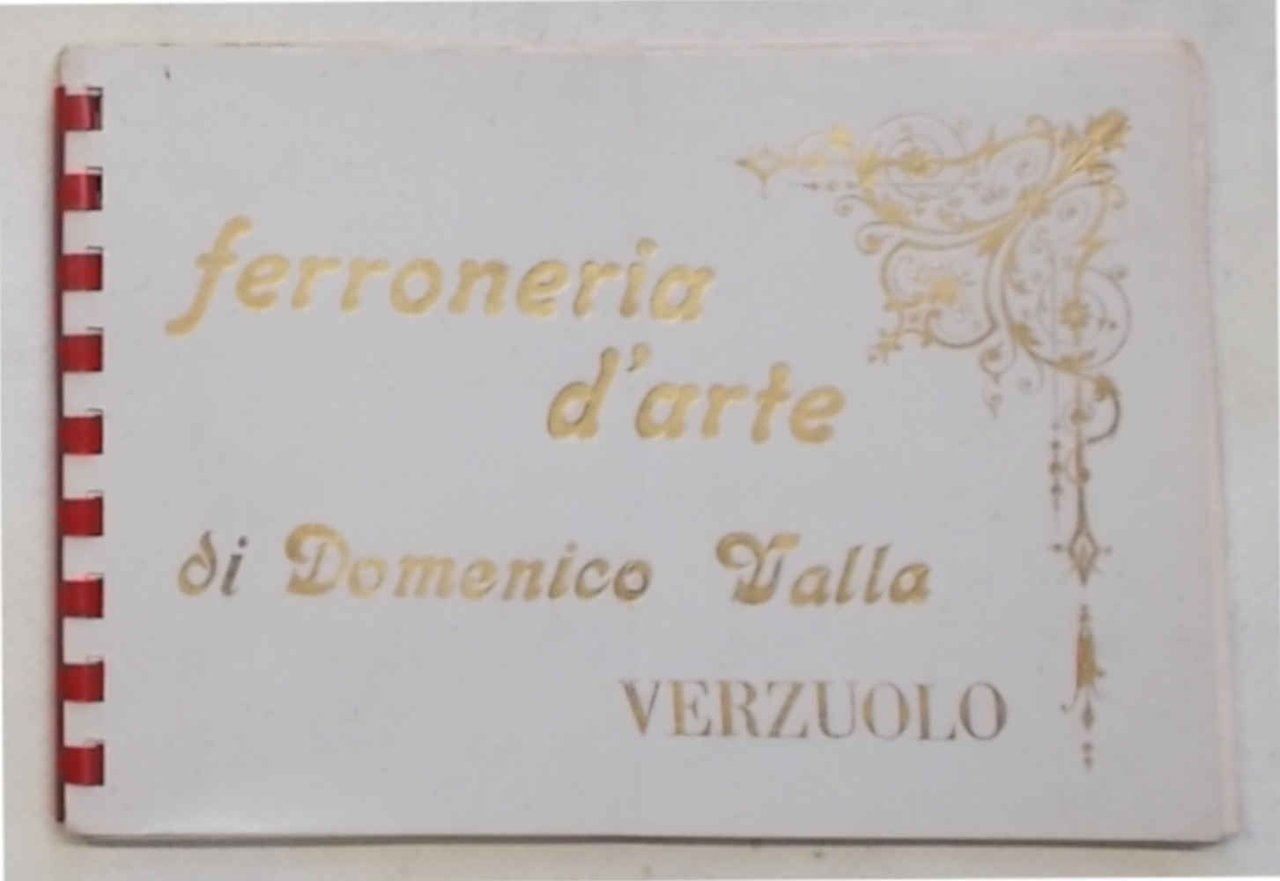 ferroneria
d'arte
di Domenico Valla
VERZUOLO